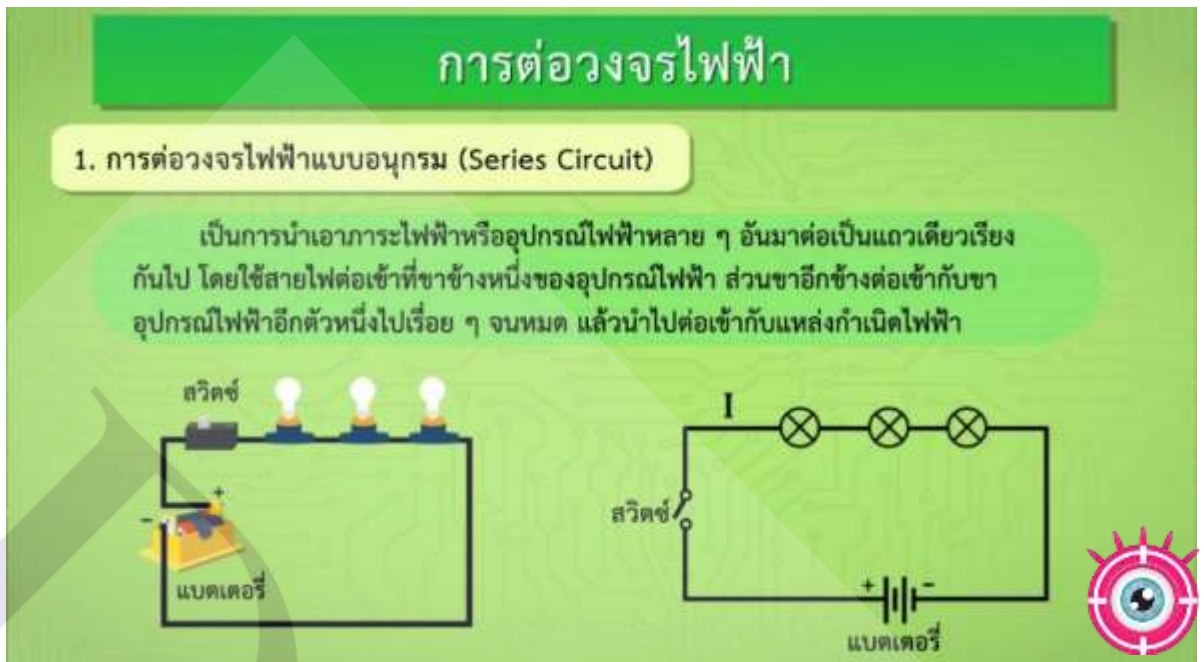 การต่อวงจรไฟฟ้า
1. การต่อวงจรไฟฟ้าแบบอนุกรม (Series Circuit)
เป็นการนำเอาภาระไฟฟ้าหรืออุปกรณ์ไฟฟ้าหลาย ๆ อันมาต่อเป็นแถวเดียวเรียง
กันไป โดยใช้สายไฟต่อเข้าที่ขาข้างหนึ่งของอุปกรณ์ไฟฟ้า ส่วนขาอีกข้างต่อเข้ากับขา
อุปกรณ์ไฟฟ้าอีกตัวหนึ่งไปเรื่อย ๆ จนหมด แล้วนำไปต่อเข้ากับแหล่งกำเนิดไฟฟ้า
สวิตซ์
+
-
แบตเตอรี่
I
สวิตซ์
+ -
แบตเตอรี่